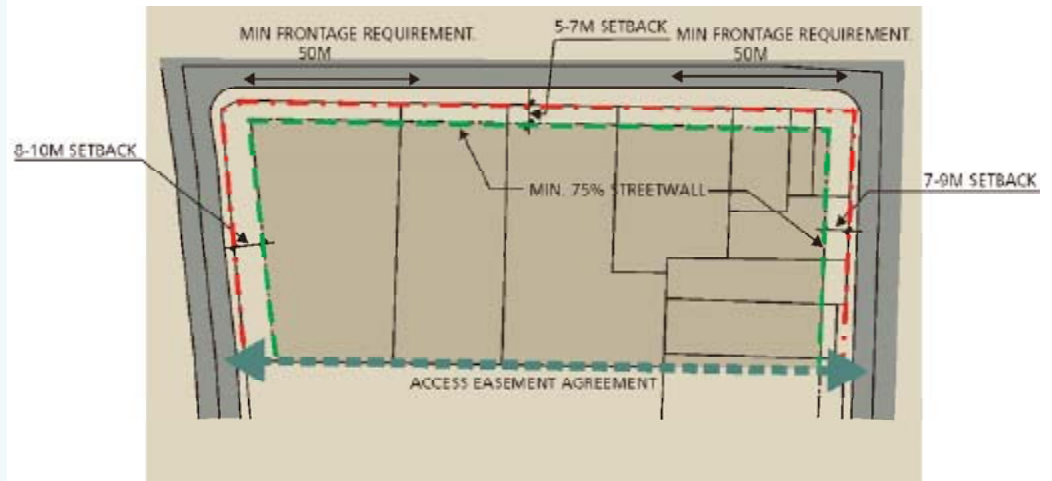 5-7M SETBACK
MIN FRONTAGE REQUIREMENT.
50M
MIN FRONTAGE REQUIREMENT.
50M
8-10M SETBACK
MIN. 75% STREETWALL
7-9M SETBACK
ACCESS EASEMENT AGREEMENT